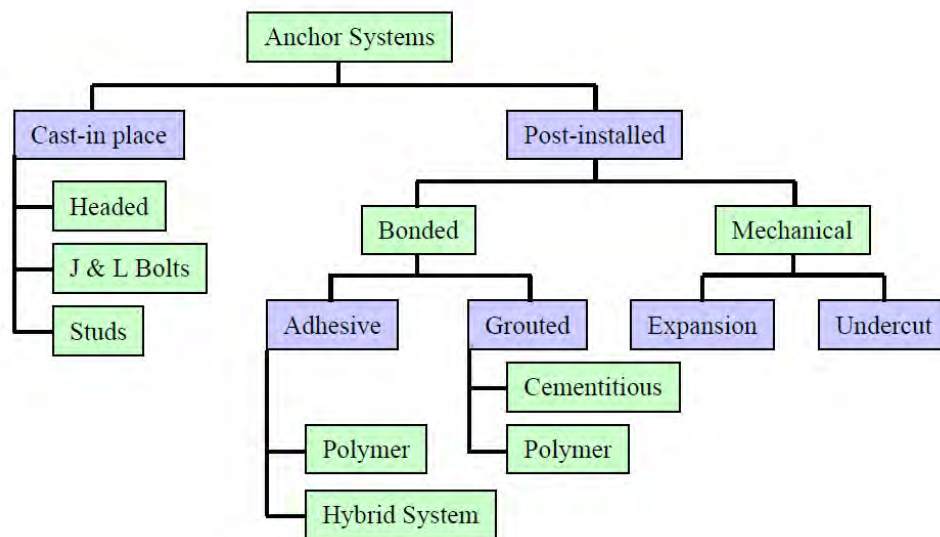 Anchor Systems
Cast-in place
Post-installed
Headed
J & L Bolts
Studs
Bonded
Mechanical
Adhesive
Grouted
Expansion
Undercut
Cementitious
Polymer
Polymer
Hybrid System